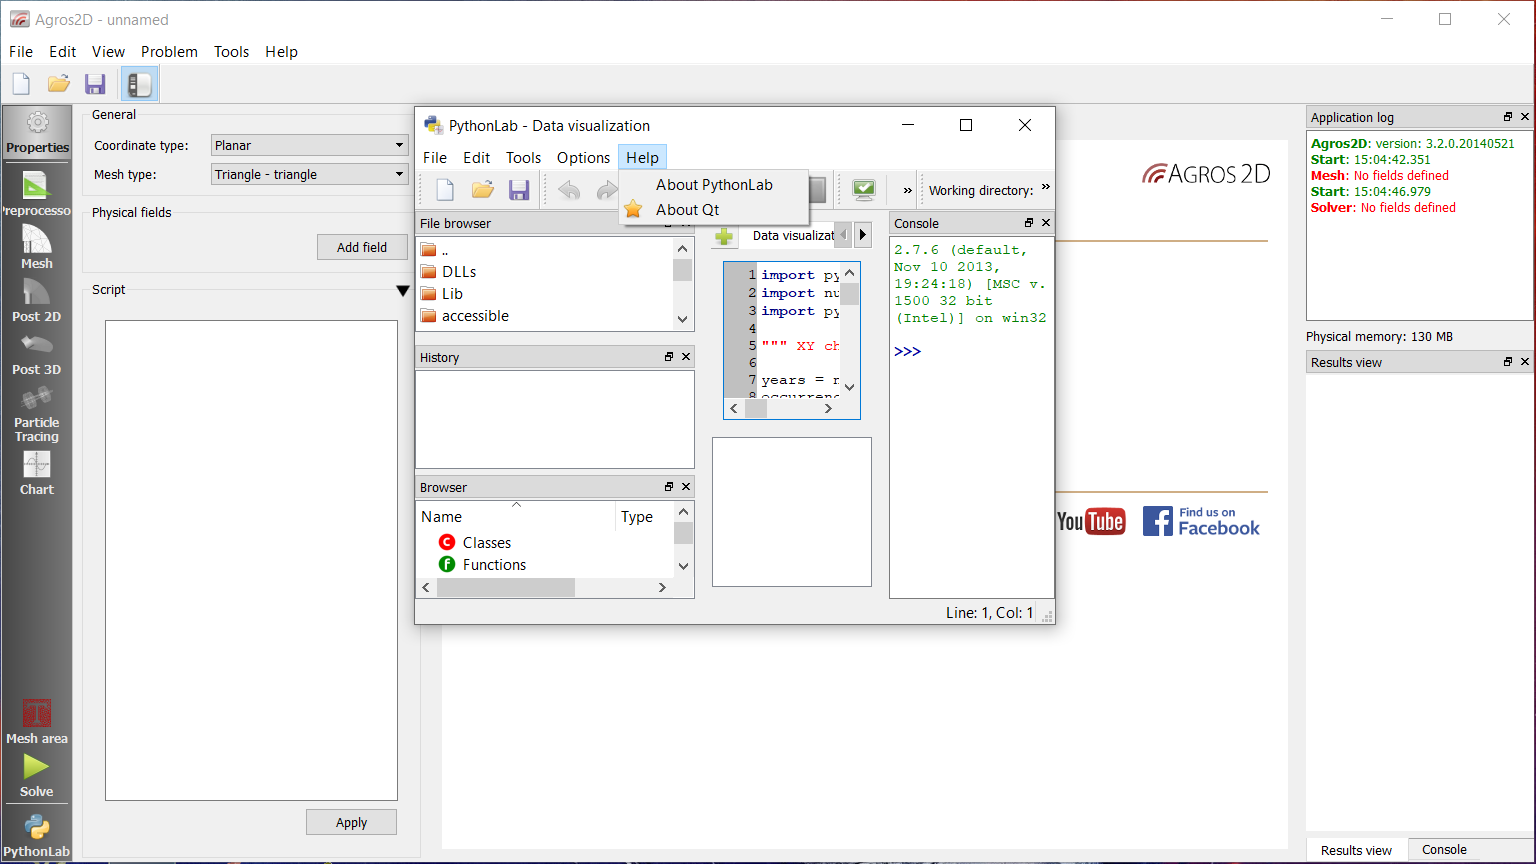 Agros2D - unnamed
File Edit View Problem Tools Help
Properties
Preprocesso
Mesh
Post 2D
Post 3D
Particle
Tracing
Chart
Mesh area
Solve
PythonLab
General
Coordinate type: Planar
Mesh type: Triangle - triangle
Physical fields
Add field
Script
Apply
PythonLab - Data visualization
File Edit Tools Options Help
About PythonLab
About Qt
» Working directory: »
File browser
..
DLLs
Lib
accessible
History
Browser
Name Type
Classes
Functions
Data visualizat
1 import py
2 import nu
3 import py
4
5 """ XY ch
6
7 years = n
8 occurrenc
Console
2.7.6 (default,
Nov 10 2013,
19:24:18) [MSC v.
1500 32 bit
(Intel)] on win32
>>>
Line: 1, Col: 1
AGROS 2D
YouTube
Find us on
Facebook
Application log
Agros2D: version: 3.2.0.20140521
Start: 15:04:42.351
Mesh: No fields defined
Start: 15:04:46.979
Solver: No fields defined
Physical memory: 130 MB
Results view
Results view Console